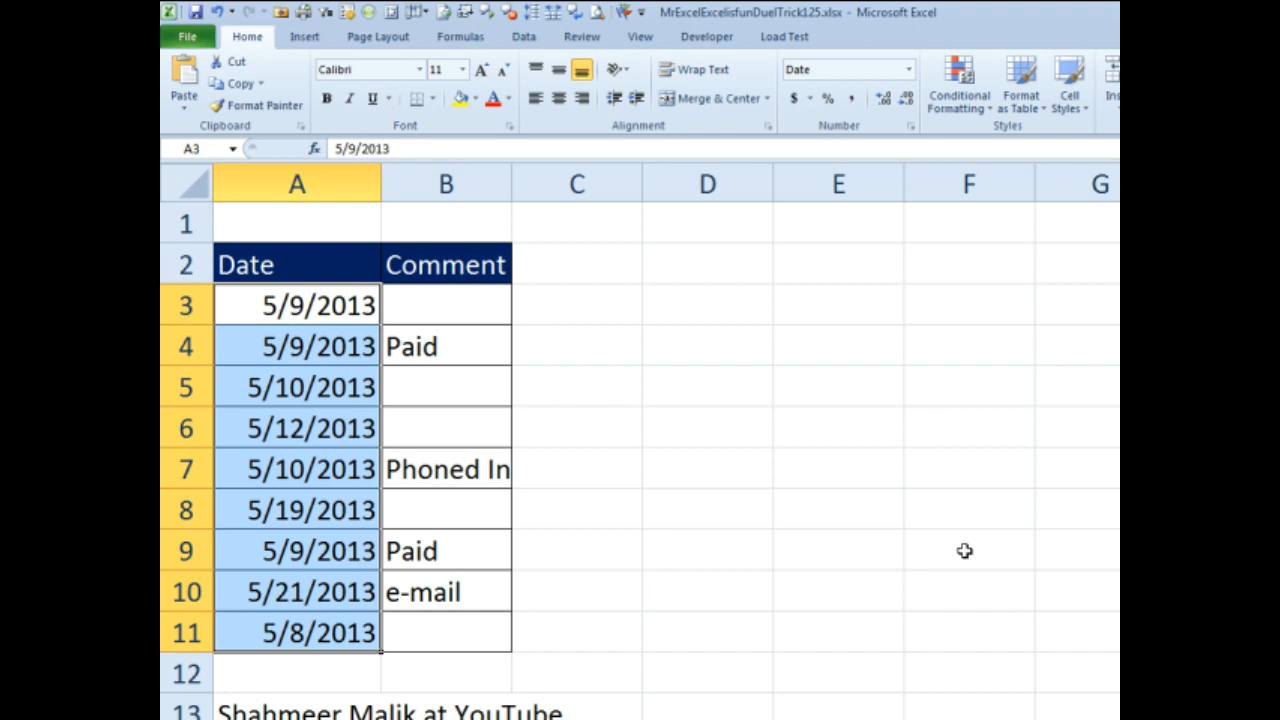 MrExcelExcelisfunDuelTrick125.xlsx - Microsoft Excel
File Home Insert Page Layout Formulas Data Review View Developer Load Test
Paste Cut Copy Format Painter
Calibri 11 A A
B I U A
Wrap Text
Merge & Center
Date
$ % ,
Conditional Formatting Format as Table Cell Styles Ins
Clipboard Font Alignment Number Styles
A3 fx 5/9/2013
A B C D E F G
1
2 Date Comment
3 5/9/2013
4 5/9/2013 Paid
5 5/10/2013
6 5/12/2013
7 5/10/2013 Phoned In
8 5/19/2013
9 5/9/2013 Paid
10 5/21/2013 e-mail
11 5/8/2013
12
13 Shahmeer Malik at YouTube